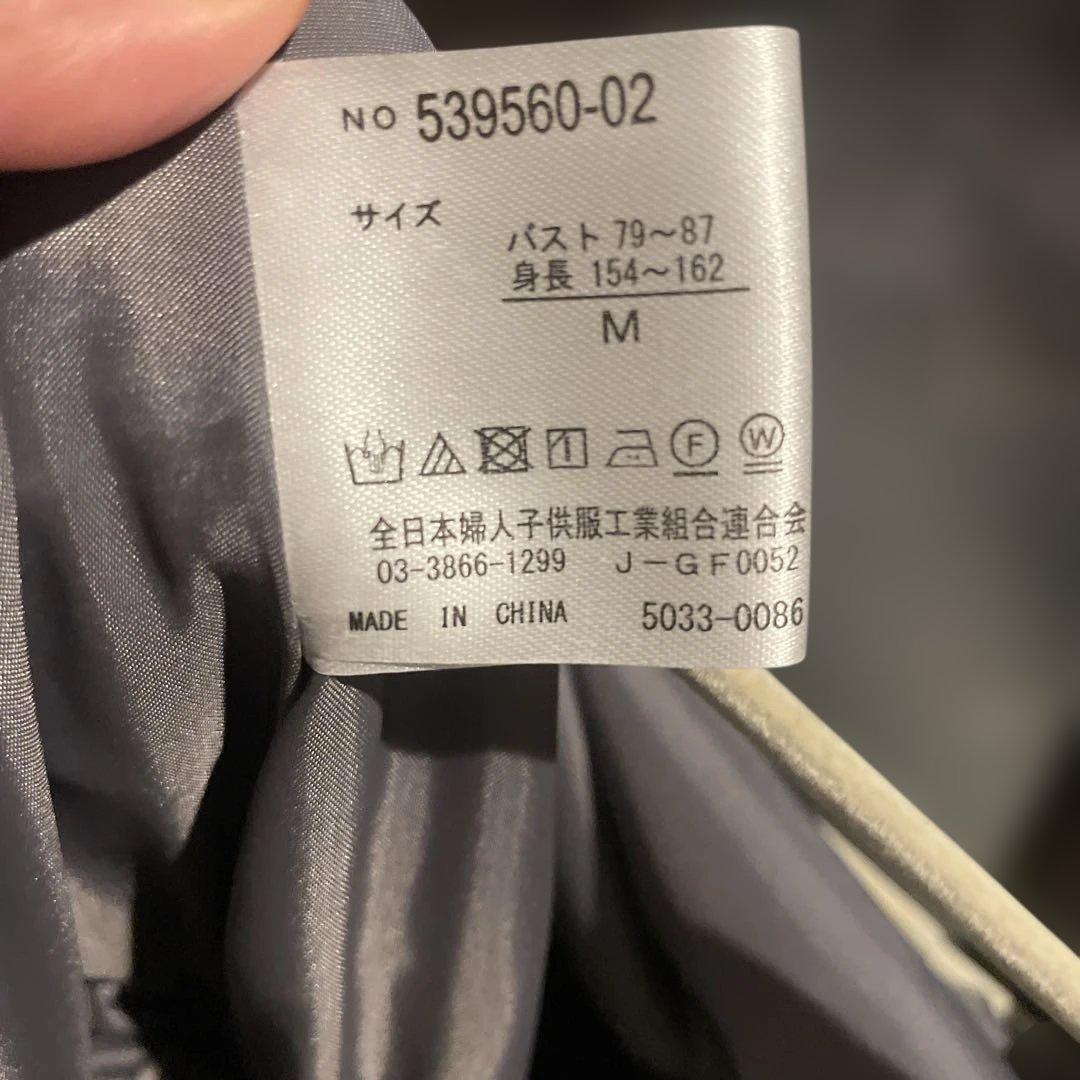 NO 539560-02
サイズ
バスト 79〜87
身長 154〜162
M
F W
全日本婦人子供服工業組合連合会
03-3866-1299 J-GF0052
MADE IN CHINA 5033-0086